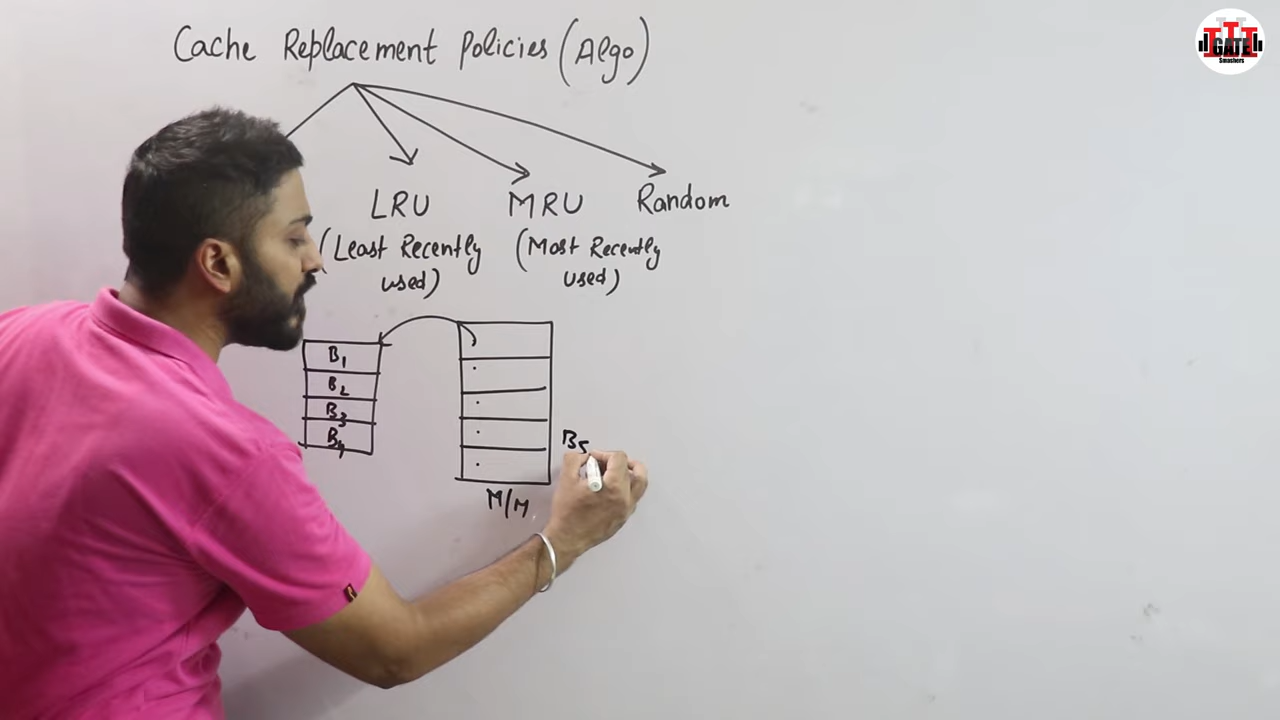 Cache Replacement Policies (Algo)
LRU MRU Random
(Least Recently used) (Most Recently used)
B1
B2
B3
B4
B5
M/M
GATE
Smashers